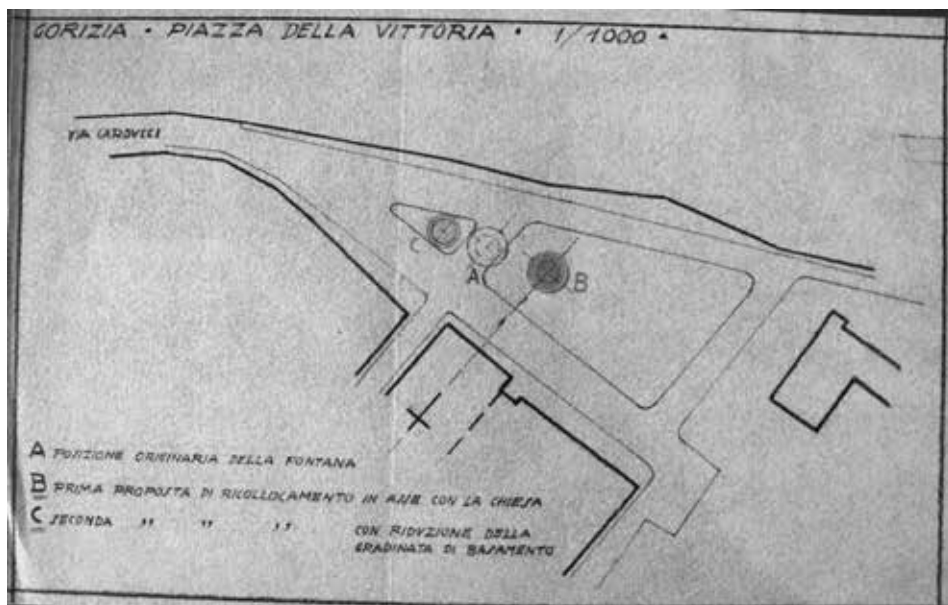 GORIZIA · PIAZZA DELLA VITTORIA · 1/1000 ·
VIA CARDUCCI
C
A
B
A POSIZIONE ORIGINARIA DELLA FONTANA
B PRIMA PROPOSTA DI RICOLLOCAMENTO IN ASSE CON LA CHIESA
C SECONDA " " " CON RIDUZIONE DELLA
GRADINATA DI BASAMENTO